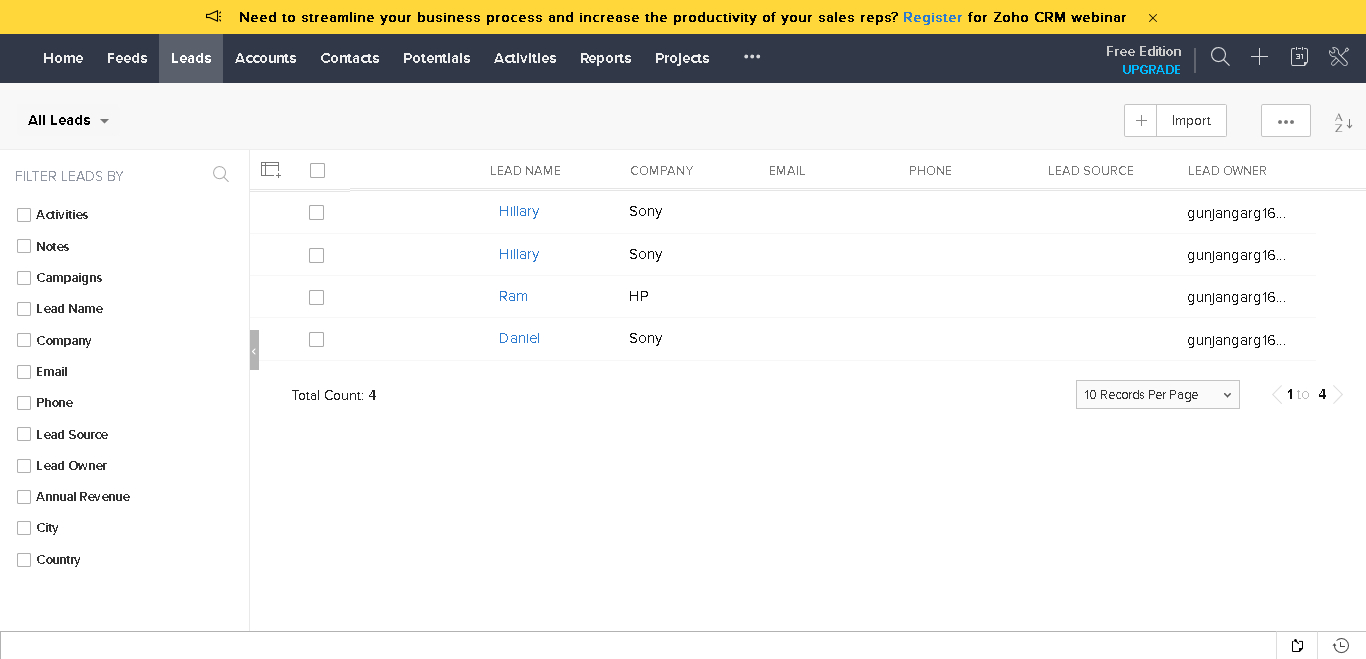 Need to streamline your business process and increase the productivity of your sales reps? Register for Zoho CRM webinar ×
Home Feeds Leads Accounts Contacts Potentials Activities Reports Projects ••• Free Edition
UPGRADE
31
All Leads
+ Import ••• A Z
FILTER LEADS BY
Activities
Notes
Campaigns
Lead Name
Company
Email
Phone
Lead Source
Lead Owner
Annual Revenue
City
Country
LEAD NAME COMPANY EMAIL PHONE LEAD SOURCE LEAD OWNER
Hillary Sony gunjangarg16...
Hillary Sony gunjangarg16...
Ram HP gunjangarg16...
Daniel Sony gunjangarg16...
Total Count: 4 10 Records Per Page 1 to 4